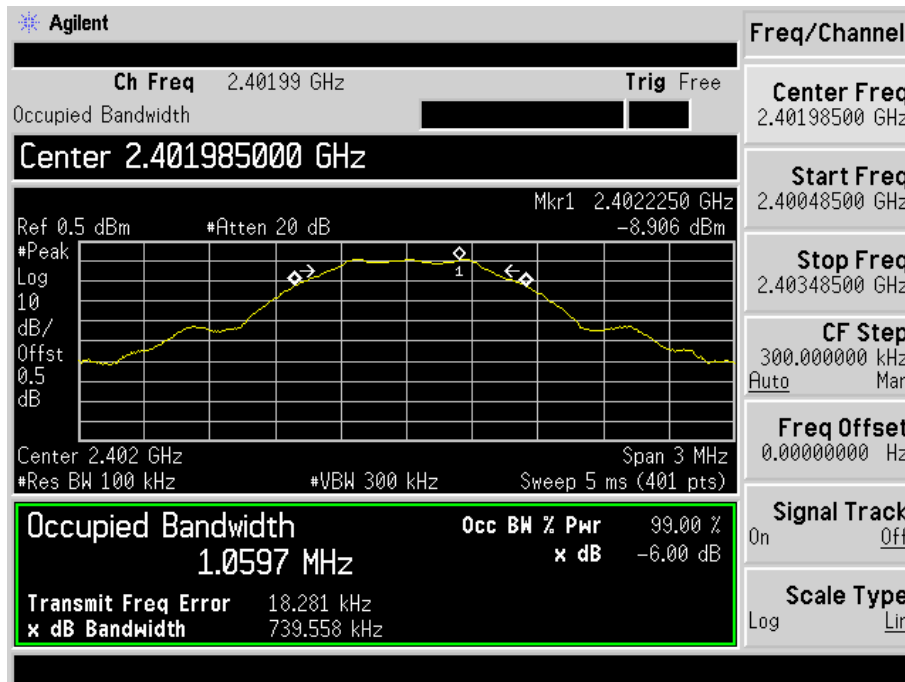 Agilent
Ch Freq 2.40199 GHz Trig Free
Occupied Bandwidth
Center 2.401985000 GHz
Mkr1 2.4022250 GHz
Ref 0.5 dBm #Atten 20 dB -8.906 dBm
#Peak
Log
10
dB/
Offst
0.5
dB
1
Center 2.402 GHz Span 3 MHz
#Res BW 100 kHz #VBW 300 kHz Sweep 5 ms (401 pts)
Occupied Bandwidth
1.0597 MHz
Occ BW % Pwr 99.00 %
x dB -6.00 dB
Transmit Freq Error 18.281 kHz
x dB Bandwidth 739.558 kHz
Freq/Channel
Center Freq
2.40198500 GHz
Start Freq
2.40048500 GHz
Stop Freq
2.40348500 GHz
CF Step
300.000000 kHz
Auto Man
Freq Offset
0.00000000 Hz
Signal Track
On Off
Scale Type
Log Lin